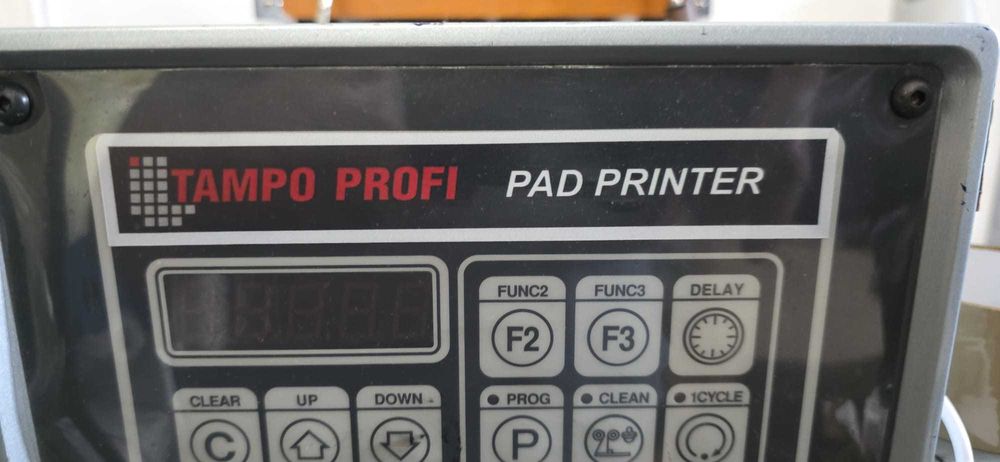 TAMPO PROFI PAD PRINTER
FUNC2 FUNC3 DELAY
F2 F3
CLEAR UP DOWN PROG CLEAN 1CYCLE
C P